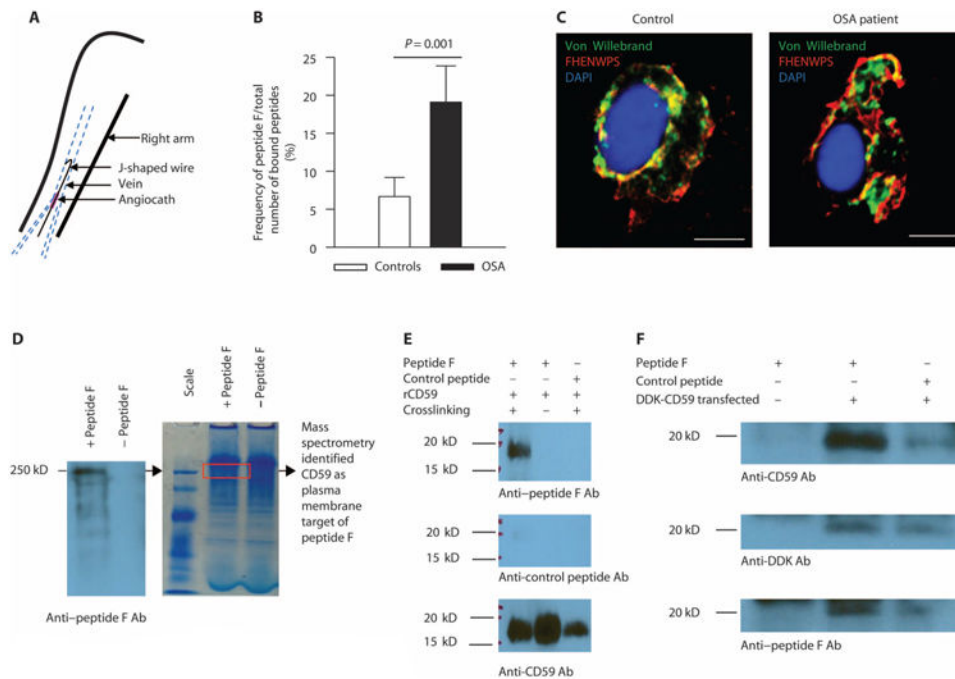 A
Right arm
J-shaped wire
Vein
Angiocath
B
P = 0.001
Frequency of peptide F/total
number of bound peptides
(%)
25
20
15
10
5
0
Controls
OSA
C
Control
OSA patient
Von Willebrand
FHENWPS
DAPI
Von Willebrand
FHENWPS
DAPI
D
+ Peptide F
– Peptide F
Scale
+ Peptide F
– Peptide F
250 kD
Mass
spectrometry
identified
CD59 as
plasma
membrane
target of
peptide F
Anti–peptide F Ab
E
Peptide F + + –
Control peptide – – +
rCD59 + + +
Crosslinking + – +
20 kD
15 kD
Anti–peptide F Ab
20 kD
15 kD
Anti-control peptide Ab
20 kD
15 kD
Anti-CD59 Ab
F
Peptide F + + –
Control peptide – – +
DDK-CD59 transfected – + +
20 kD
Anti-CD59 Ab
20 kD
Anti-DDK Ab
20 kD
Anti–peptide F Ab